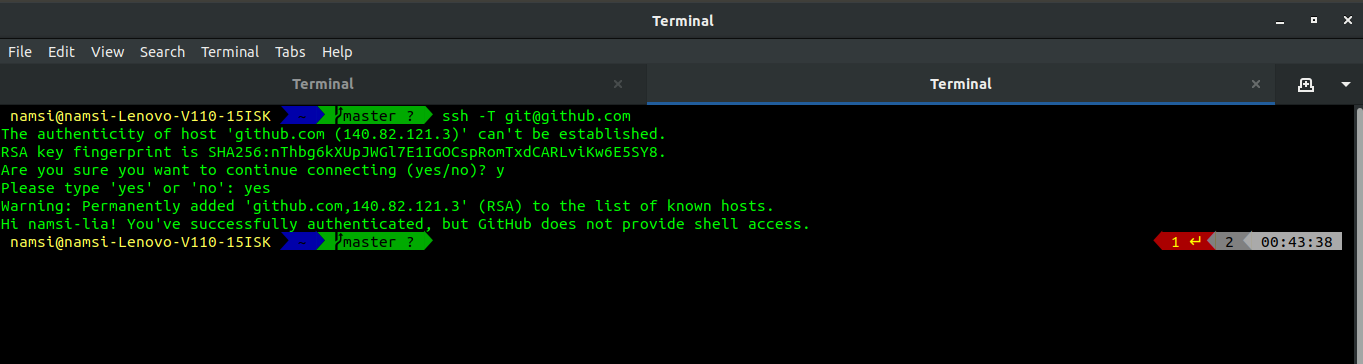 Terminal
File Edit View Search Terminal Tabs Help
Terminal
Terminal
namsi@namsi-Lenovo-V110-15ISK ~ master ? ssh -T git@github.com
The authenticity of host 'github.com (140.82.121.3)' can't be established.
RSA key fingerprint is SHA256:nThbg6kXUpJWGl7E1IGOCspRomTxdCARLviKw6E5SY8.
Are you sure you want to continue connecting (yes/no)? y
Please type 'yes' or 'no': yes
Warning: Permanently added 'github.com,140.82.121.3' (RSA) to the list of known hosts.
Hi namsi-lia! You've successfully authenticated, but GitHub does not provide shell access.
namsi@namsi-Lenovo-V110-15ISK ~ master ? 1 ↵ 2 00:43:38